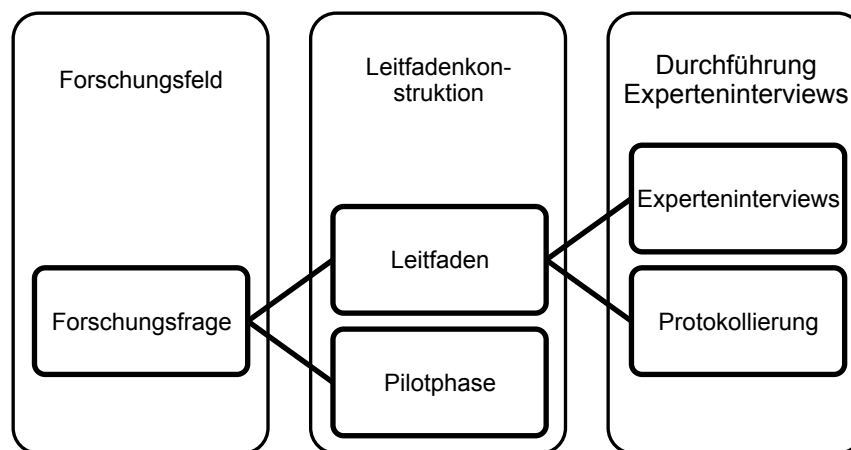 Forschungsfeld
Forschungsfrage
Leitfadenkon-
struktion
Leitfaden
Pilotphase
Durchführung
Experteninterviews
Experteninterviews
Protokollierung